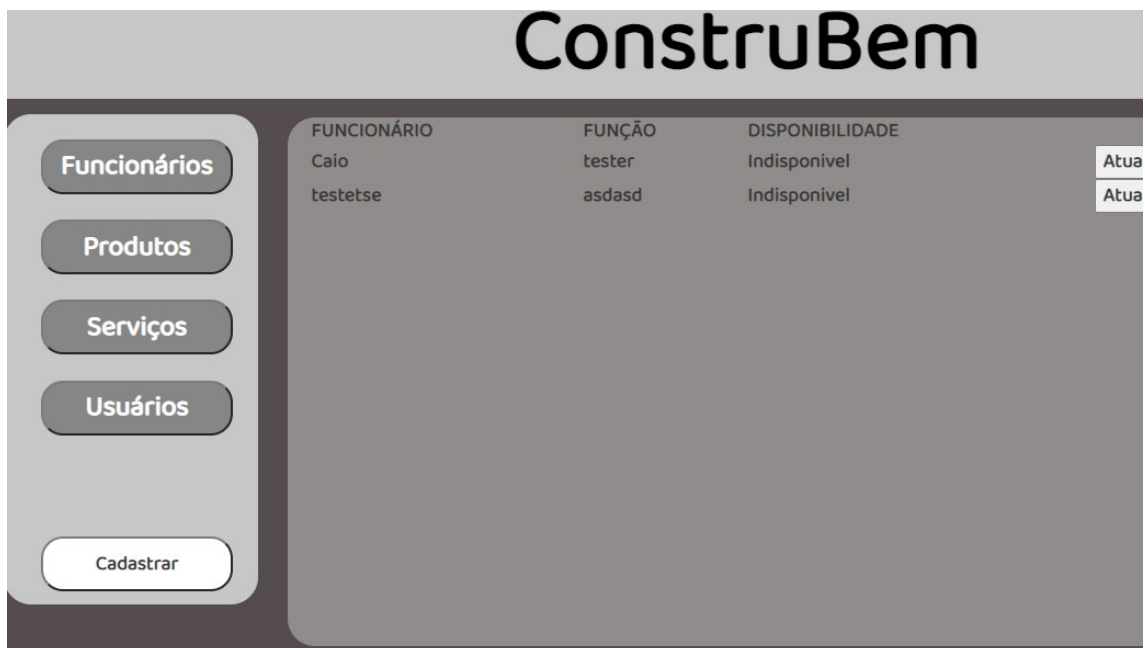 ConstruBem
Funcionários
Produtos
Serviços
Usuários
Cadastrar
FUNCIONÁRIO FUNÇÃO DISPONIBILIDADE
Caio tester Indisponivel Atua
testetse asdasd Indisponivel Atua